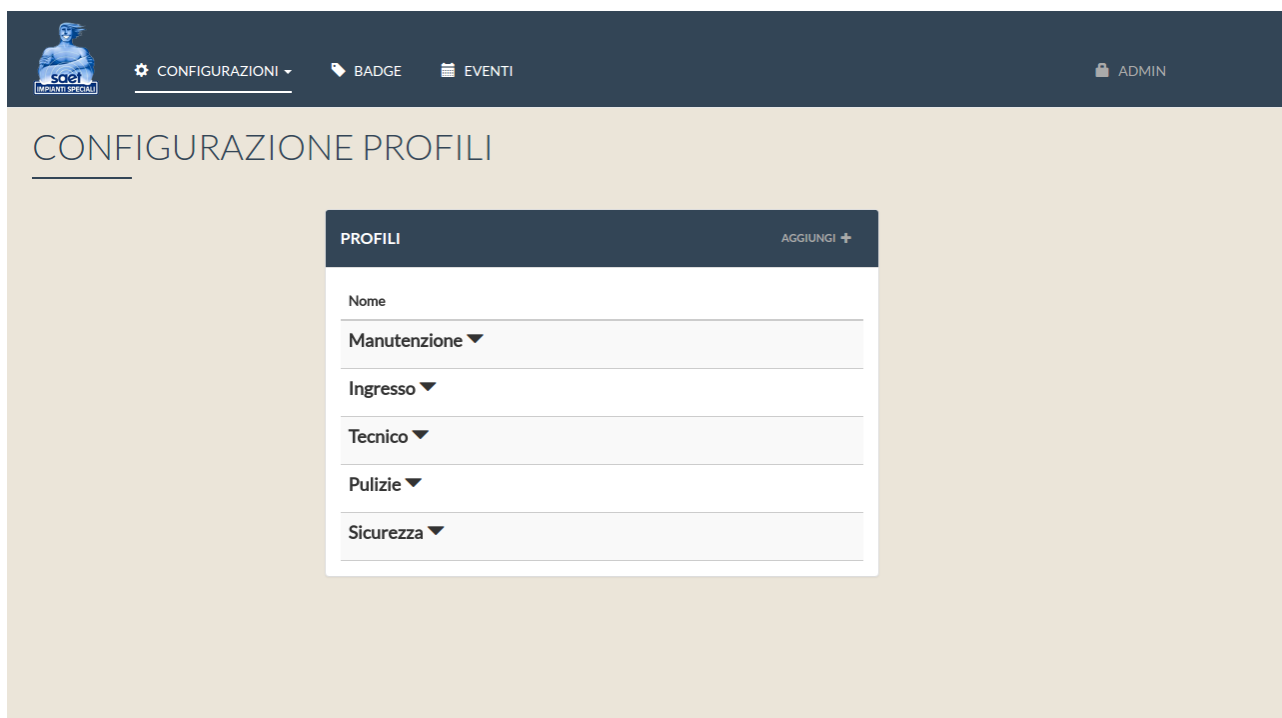 saet
IMPIANTI SPECIALI
CONFIGURAZIONI
BADGE
EVENTI
ADMIN
CONFIGURAZIONE PROFILI
PROFILI
AGGIUNGI
Nome
Manutenzione
Ingresso
Tecnico
Pulizie
Sicurezza